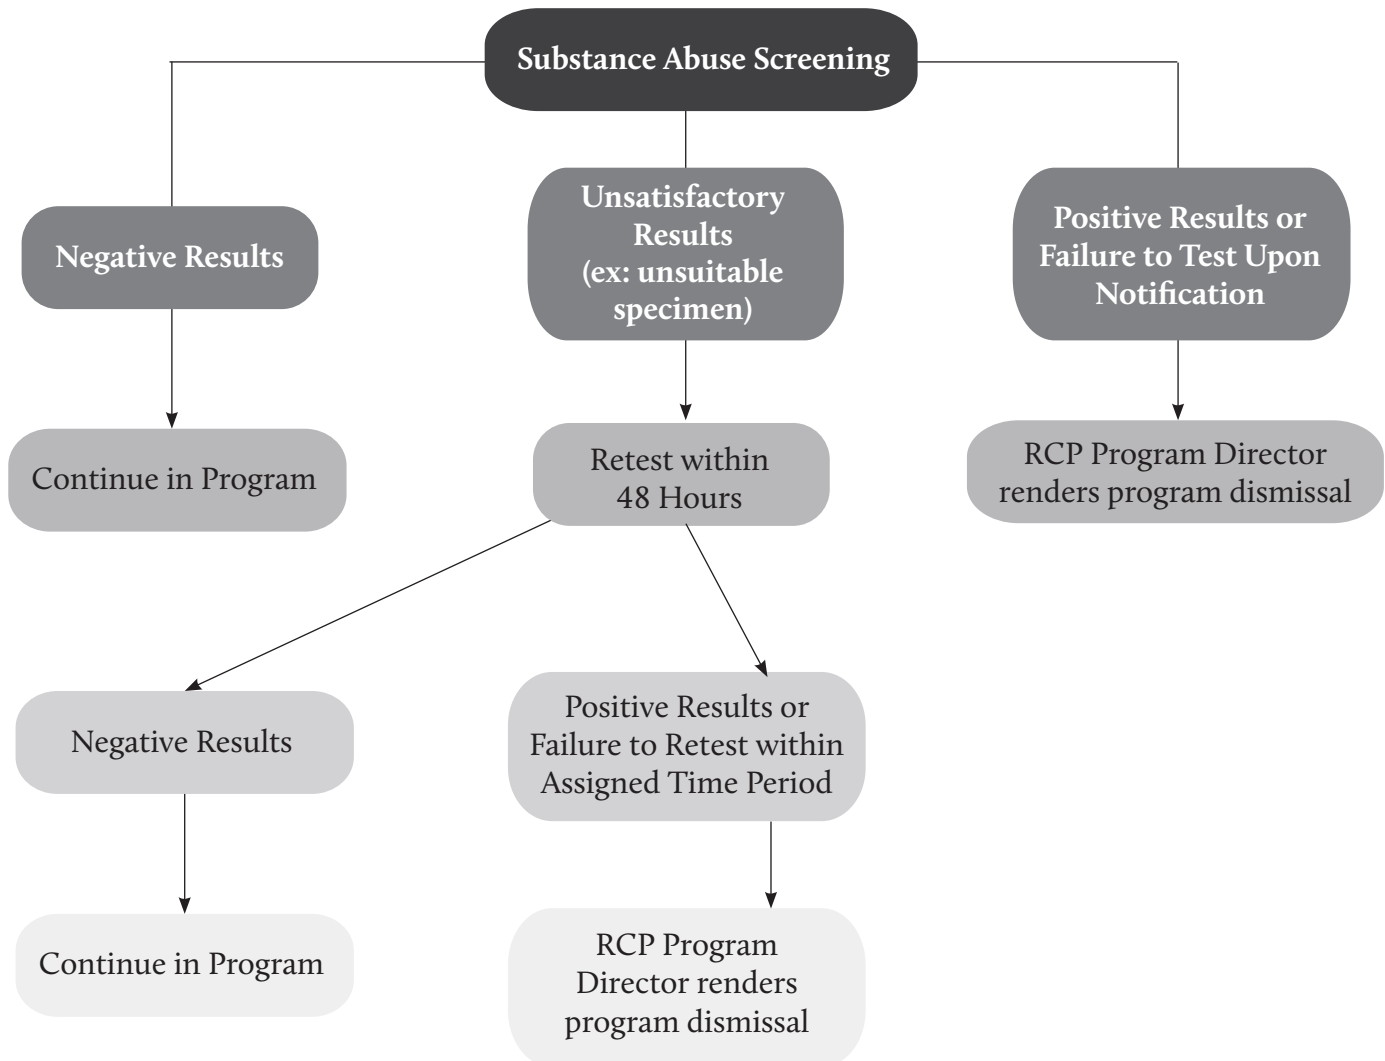 Substance Abuse Screening
Negative Results
Unsatisfactory
Results
(ex: unsuitable
specimen)
Positive Results or
Failure to Test Upon
Notification
Continue in Program
Retest within
48 Hours
RCP Program Director
renders program dismissal
Negative Results
Positive Results or
Failure to Retest within
Assigned Time Period
Continue in Program
RCP Program
Director renders
program dismissal